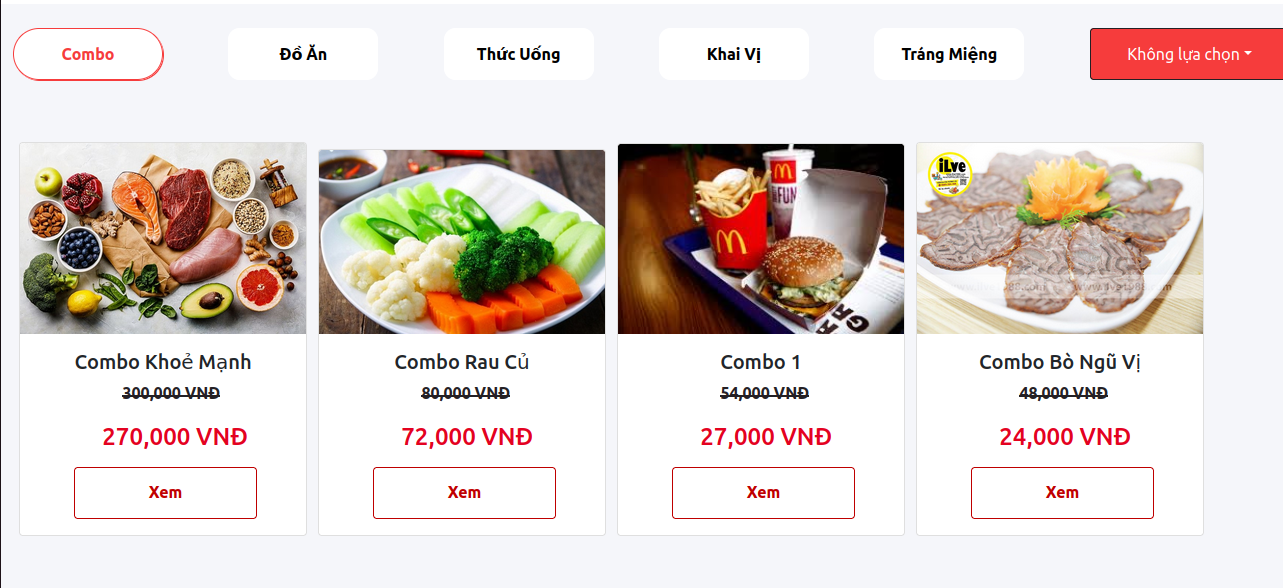 Combo
Đồ Ăn
Thức Uống
Khai Vị
Tráng Miệng
Không lựa chọn
iLve
Combo Khoẻ Mạnh
300,000 VNĐ
270,000 VNĐ
Xem
Combo Rau Củ
80,000 VNĐ
72,000 VNĐ
Xem
Combo 1
54,000 VNĐ
27,000 VNĐ
Xem
Combo Bò Ngũ Vị
48,000 VNĐ
24,000 VNĐ
Xem